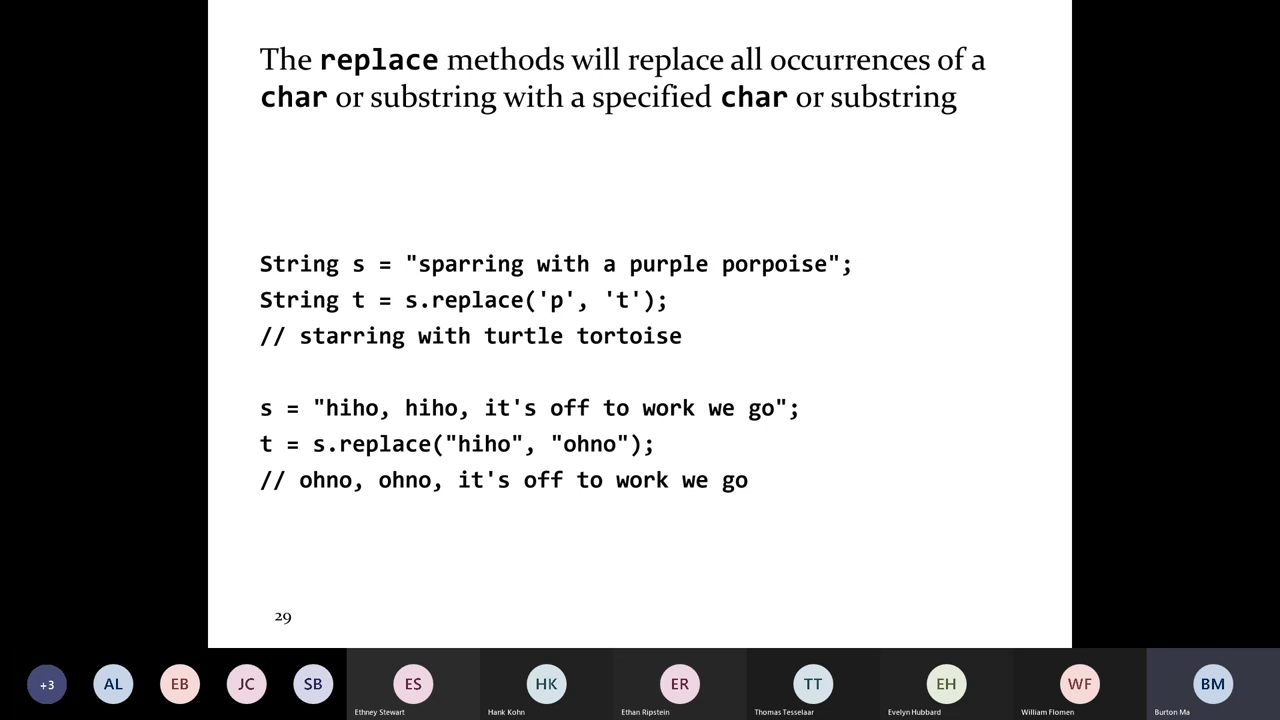 The replace methods will replace all occurrences of a
char or substring with a specified char or substring
String s = "sparring with a purple porpoise";
String t = s.replace('p', 't');
// starring with turtle tortoise
s = "hiho, hiho, it's off to work we go";
t = s.replace("hiho", "ohno");
// ohno, ohno, it's off to work we go
29
+3 AL EB JC SB ES HK ER TT EH WF BM
Ethney Stewart Hank Kohn Ethan Ripstein Thomas Tesselaar Evelyn Hubbard William Flomen Burton Ma